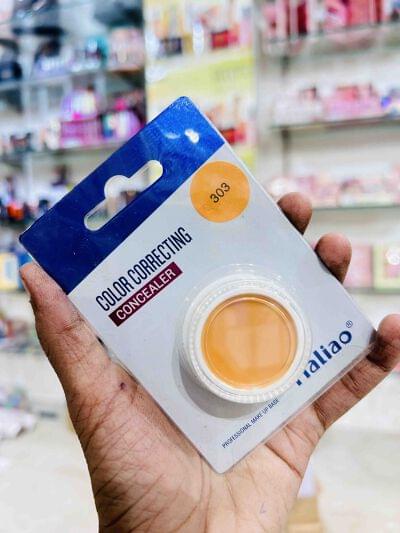 303
COLOR CORRECTING
CONCEALER
maliao®
PROFESSIONAL MAKE UP BASE